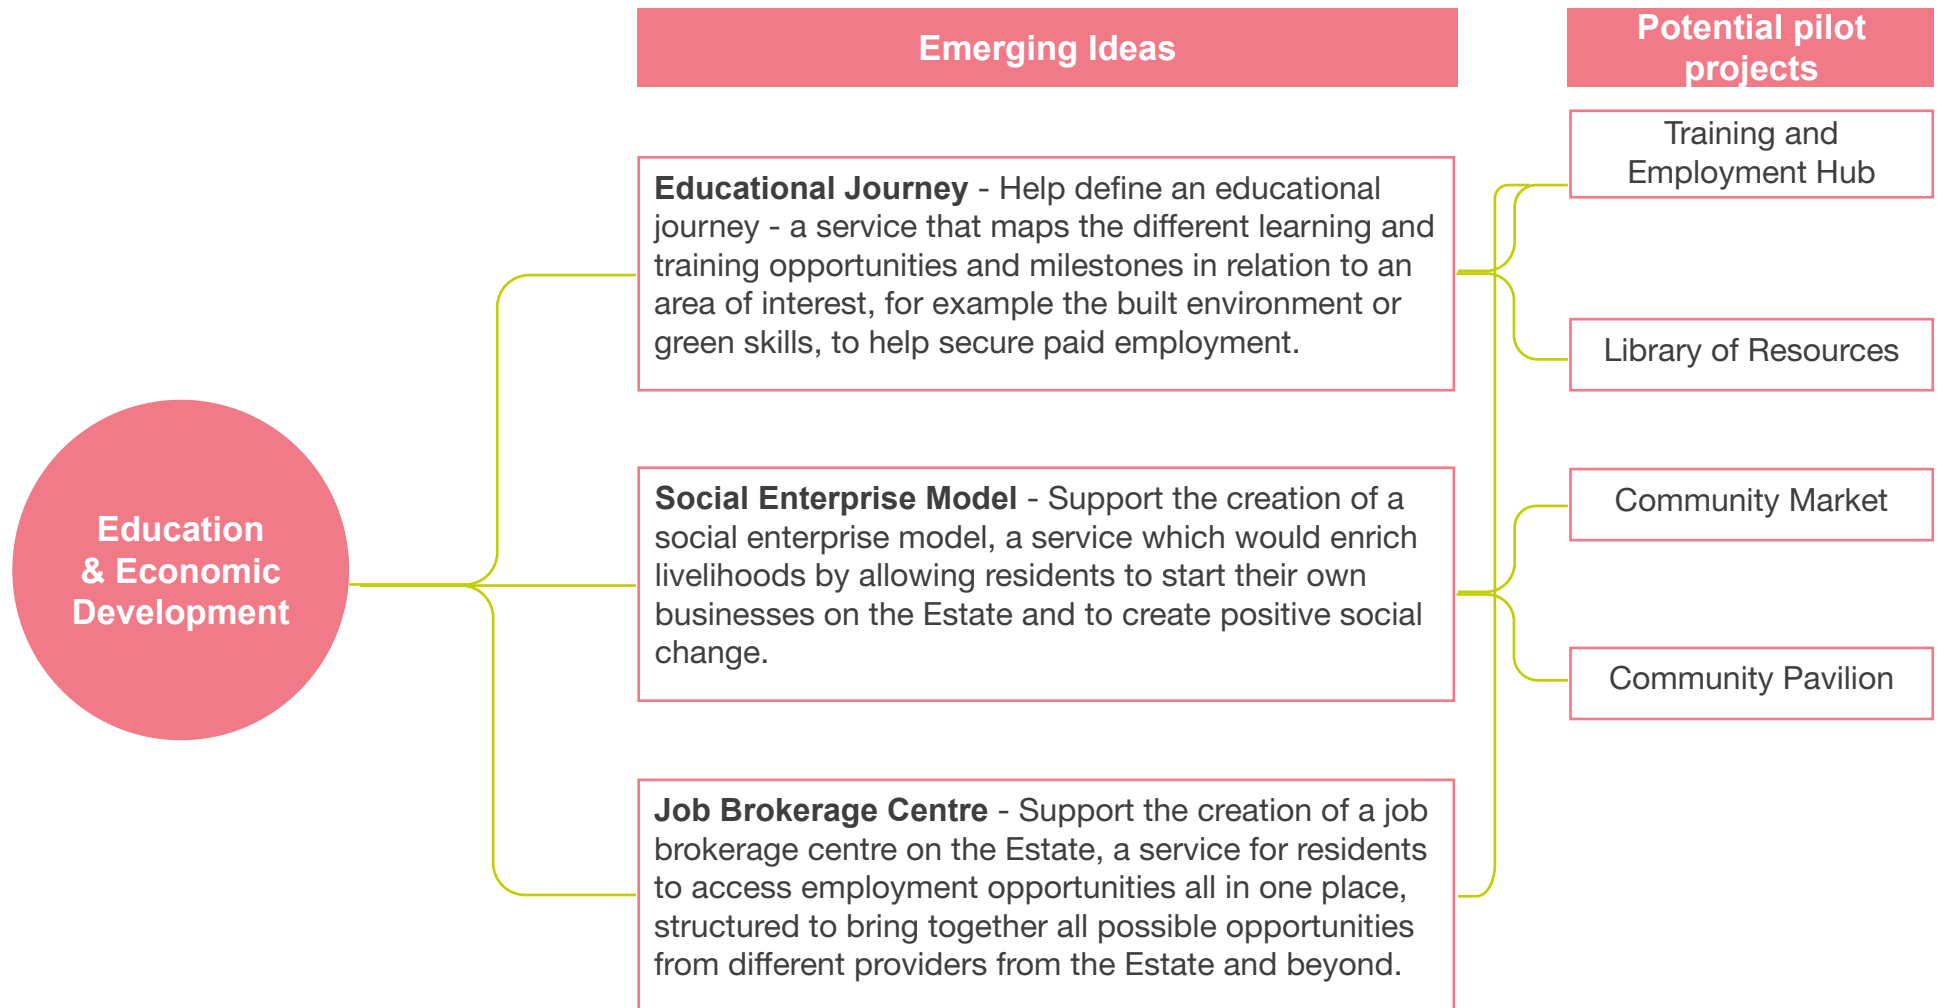 Emerging Ideas
Potential pilot
projects
Education
& Economic
Development
Educational Journey - Help define an educational
journey - a service that maps the different learning and
training opportunities and milestones in relation to an
area of interest, for example the built environment or
green skills, to help secure paid employment.
Social Enterprise Model - Support the creation of a
social enterprise model, a service which would enrich
livelihoods by allowing residents to start their own
businesses on the Estate and to create positive social
change.
Job Brokerage Centre - Support the creation of a job
brokerage centre on the Estate, a service for residents
to access employment opportunities all in one place,
structured to bring together all possible opportunities
from different providers from the Estate and beyond.
Training and
Employment Hub
Library of Resources
Community Market
Community Pavilion